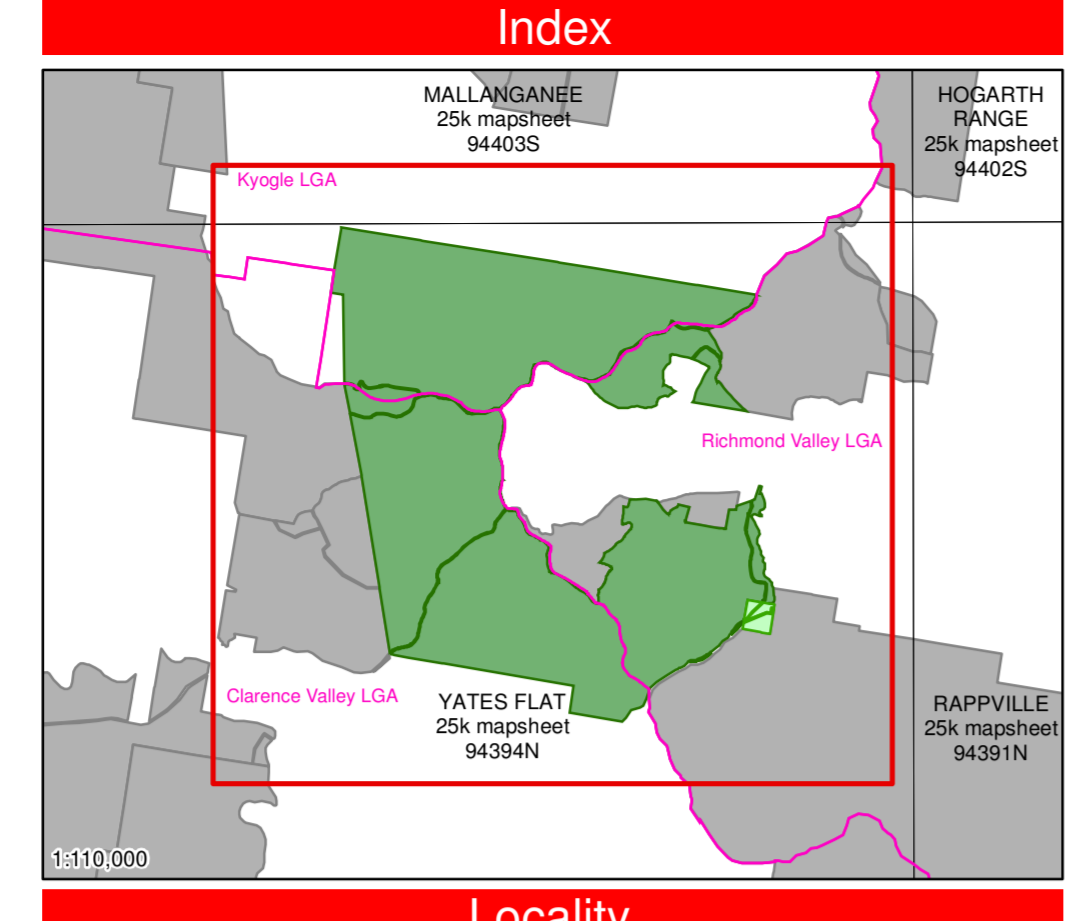 Index
MALLANGANEE
25k mapsheet
94403S
HOGARTH
RANGE
25k mapsheet
94402S
Kyogle LGA
Richmond Valley LGA
Clarence Valley LGA
YATES FLAT
25k mapsheet
94394N
RAPPVILLE
25k mapsheet
94391N
1:110,000
Locality